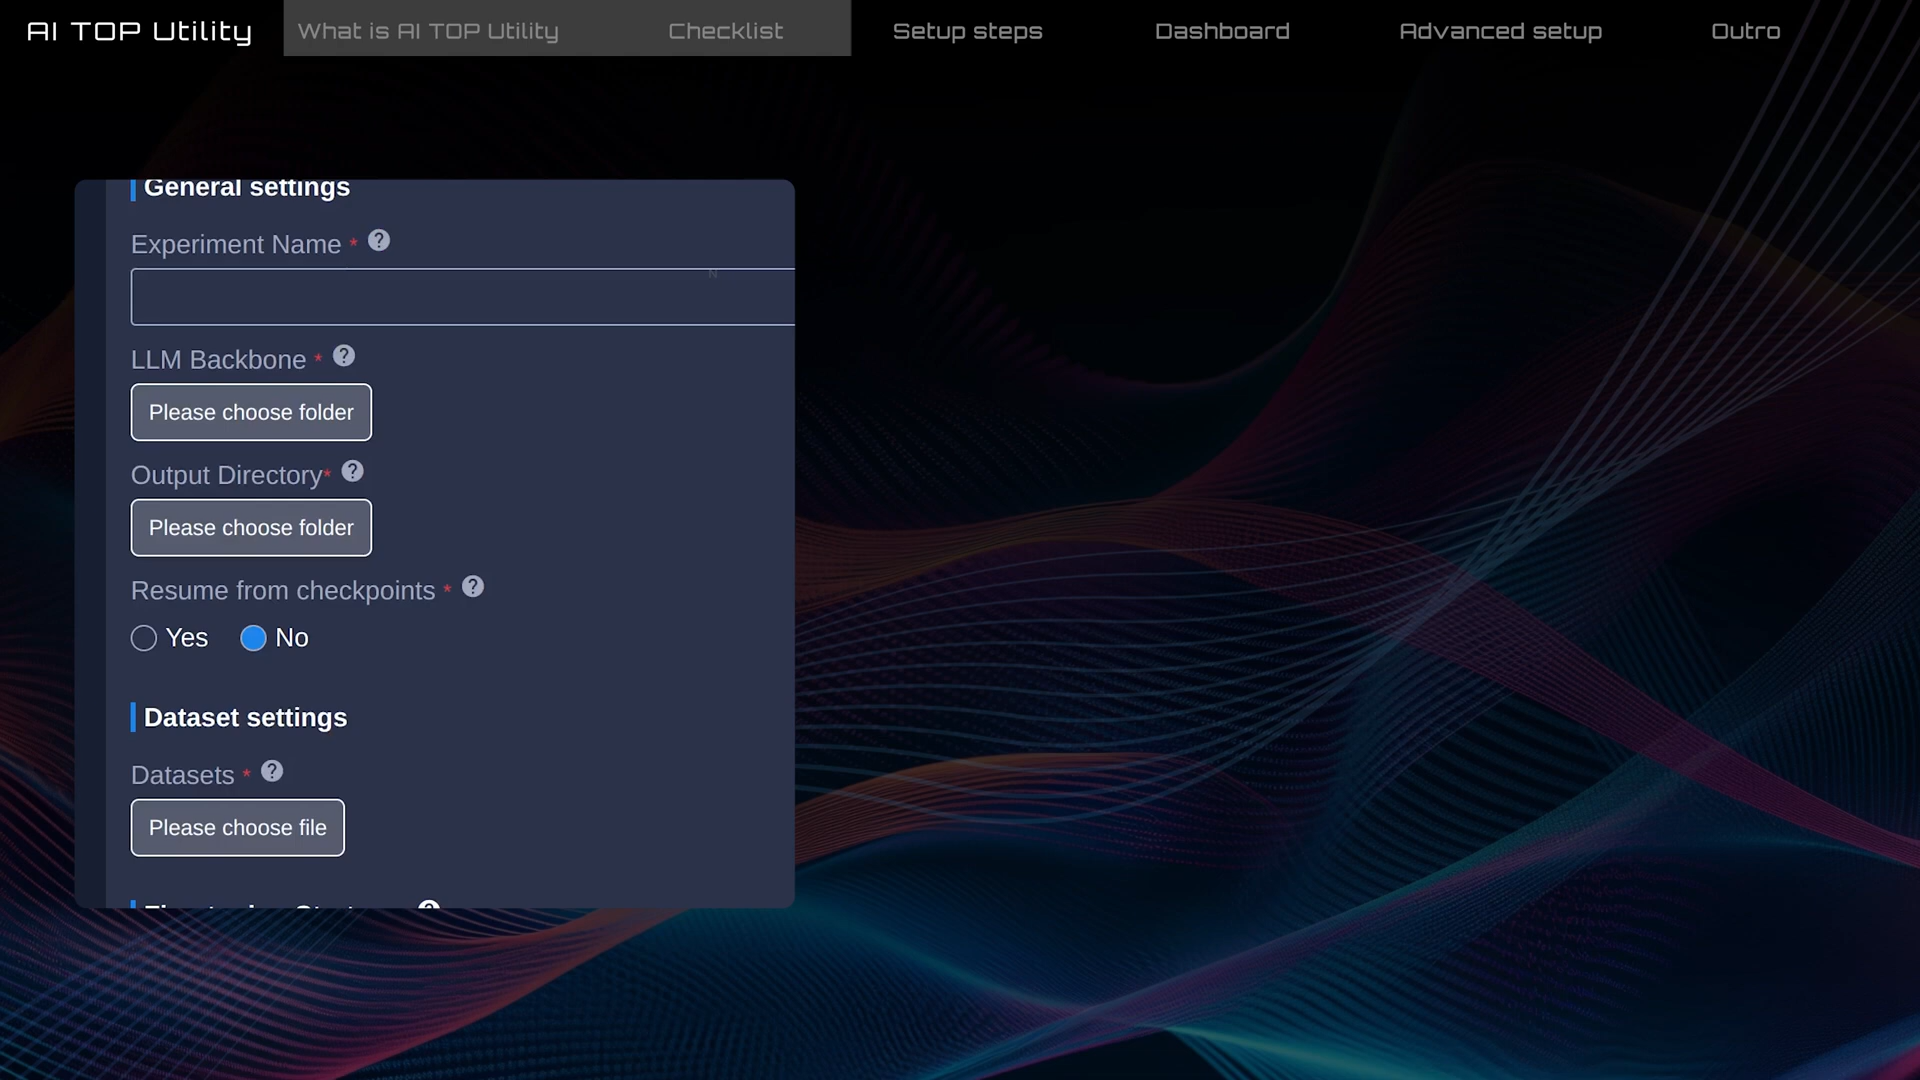 AI TOP Utility
What is AI TOP Utility
Checklist
Setup steps
Dashboard
Advanced setup
Outro
General settings
Experiment Name *
LLM Backbone *
Please choose folder
Output Directory*
Please choose folder
Resume from checkpoints *
Yes
No
Dataset settings
Datasets *
Please choose file